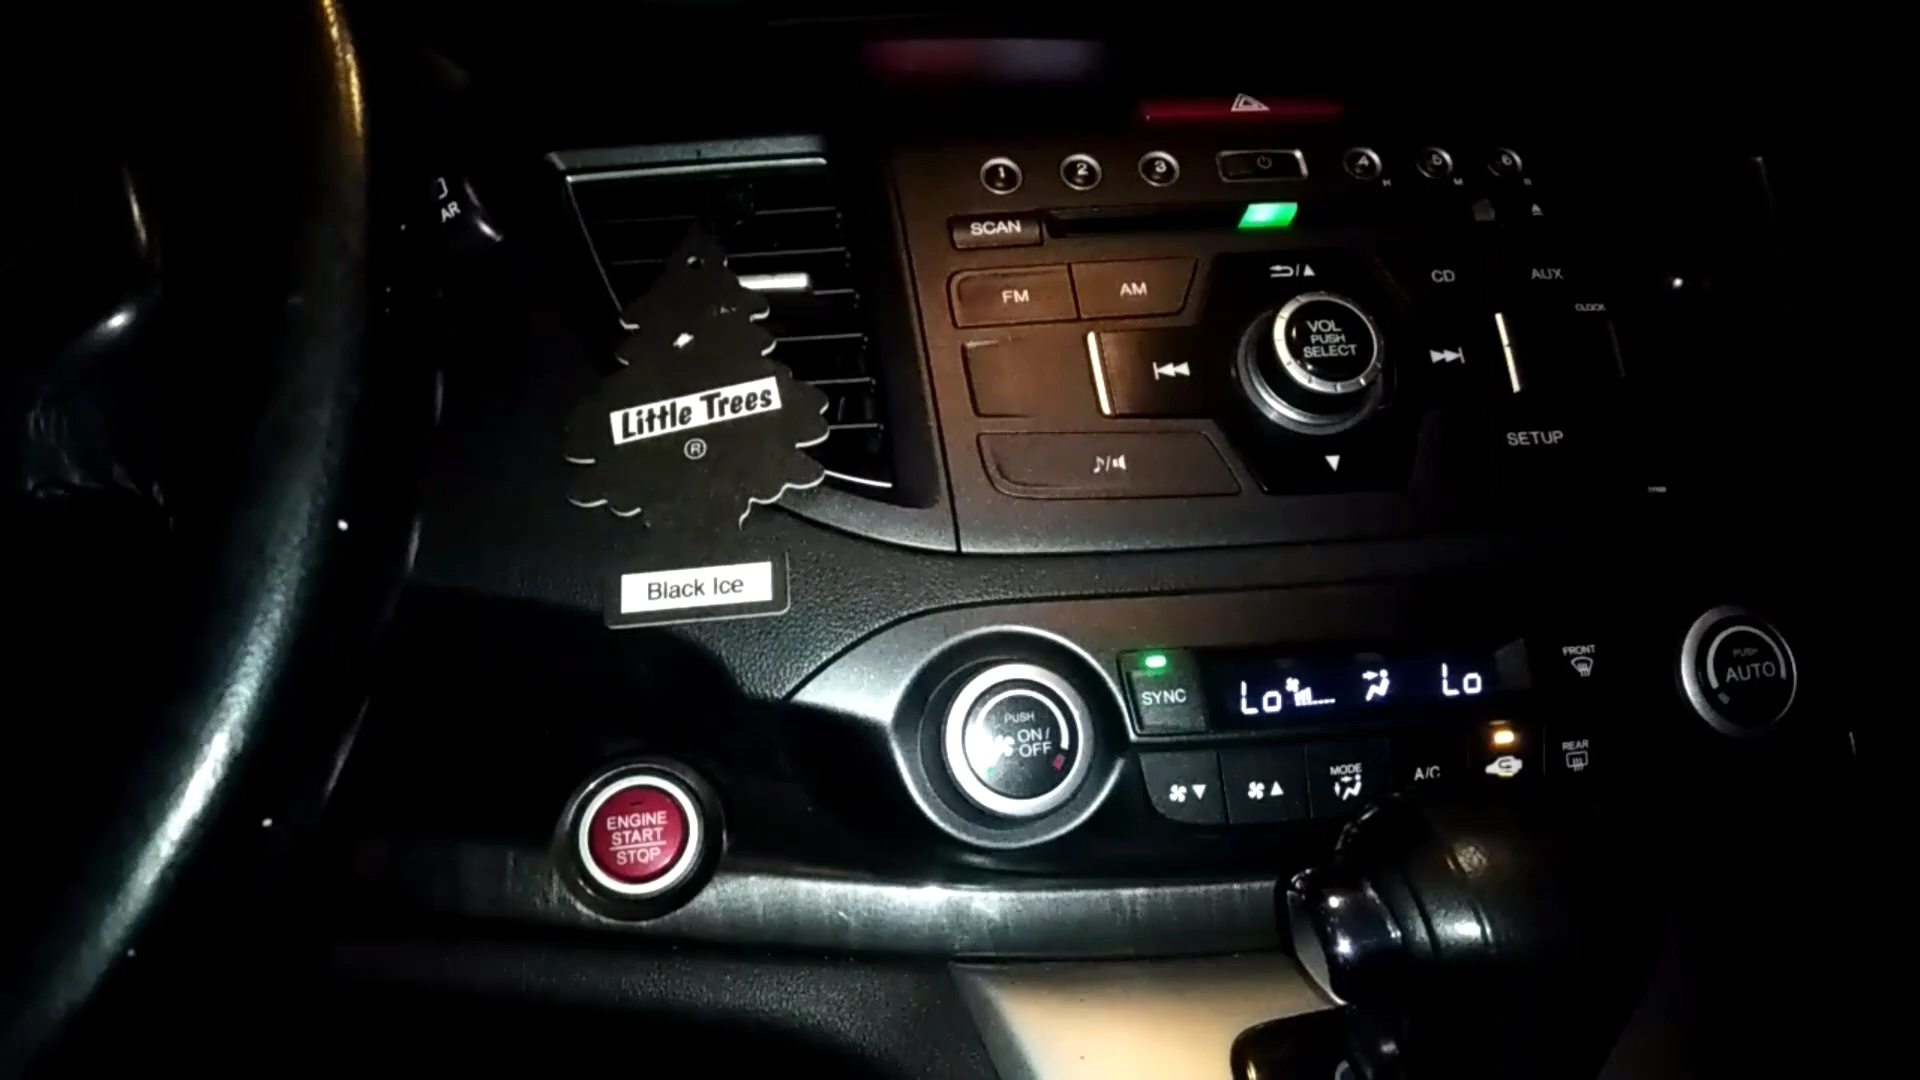 1
2
3
4
5
6
SCAN
FM
AM
CD
AUX
CLOCK
VOL
PUSH
SELECT
SETUP
Little Trees
®
Black Ice
PUSH
ON/
OFF
SYNC
Lo
Lo
FRONT
REAR
MODE
A/C
PUSH
AUTO
ENGINE
START
STOP